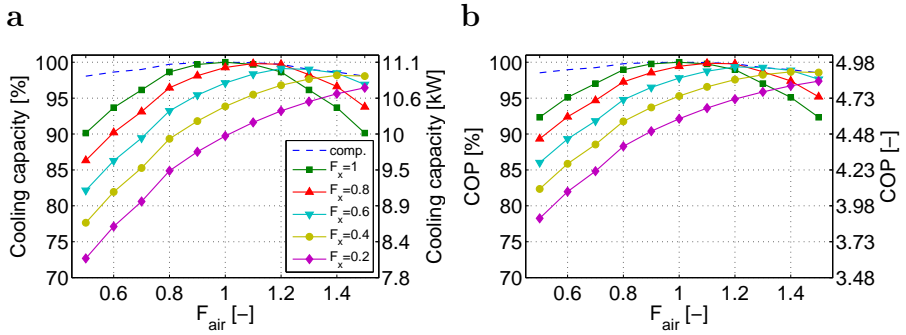 a
100
95
90
85
80
75
70
Cooling capacity [%]
11.1
10.6
10
9.5
8.9
8.4
7.8
Cooling capacity [kW]
0.6
0.8
1
1.2
1.4
F_air [–]
comp.
F_x=1
F_x=0.8
F_x=0.6
F_x=0.4
F_x=0.2
b
100
95
90
85
80
75
70
COP [%]
4.98
4.73
4.48
4.23
3.98
3.73
3.48
COP [–]
0.6
0.8
1
1.2
1.4
F_air [–]